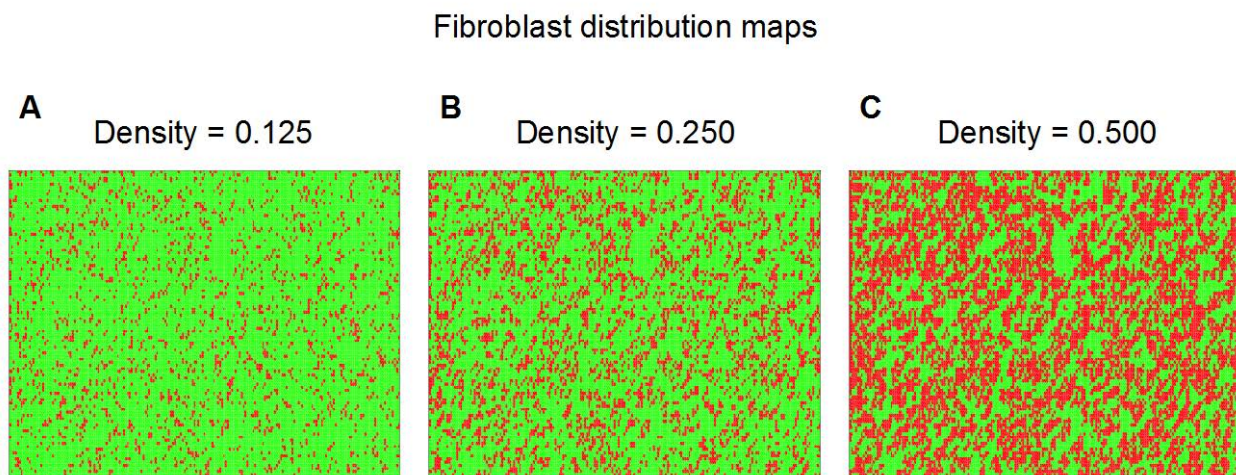 Fibroblast distribution maps
A
Density = 0.125
B
Density = 0.250
C
Density = 0.500